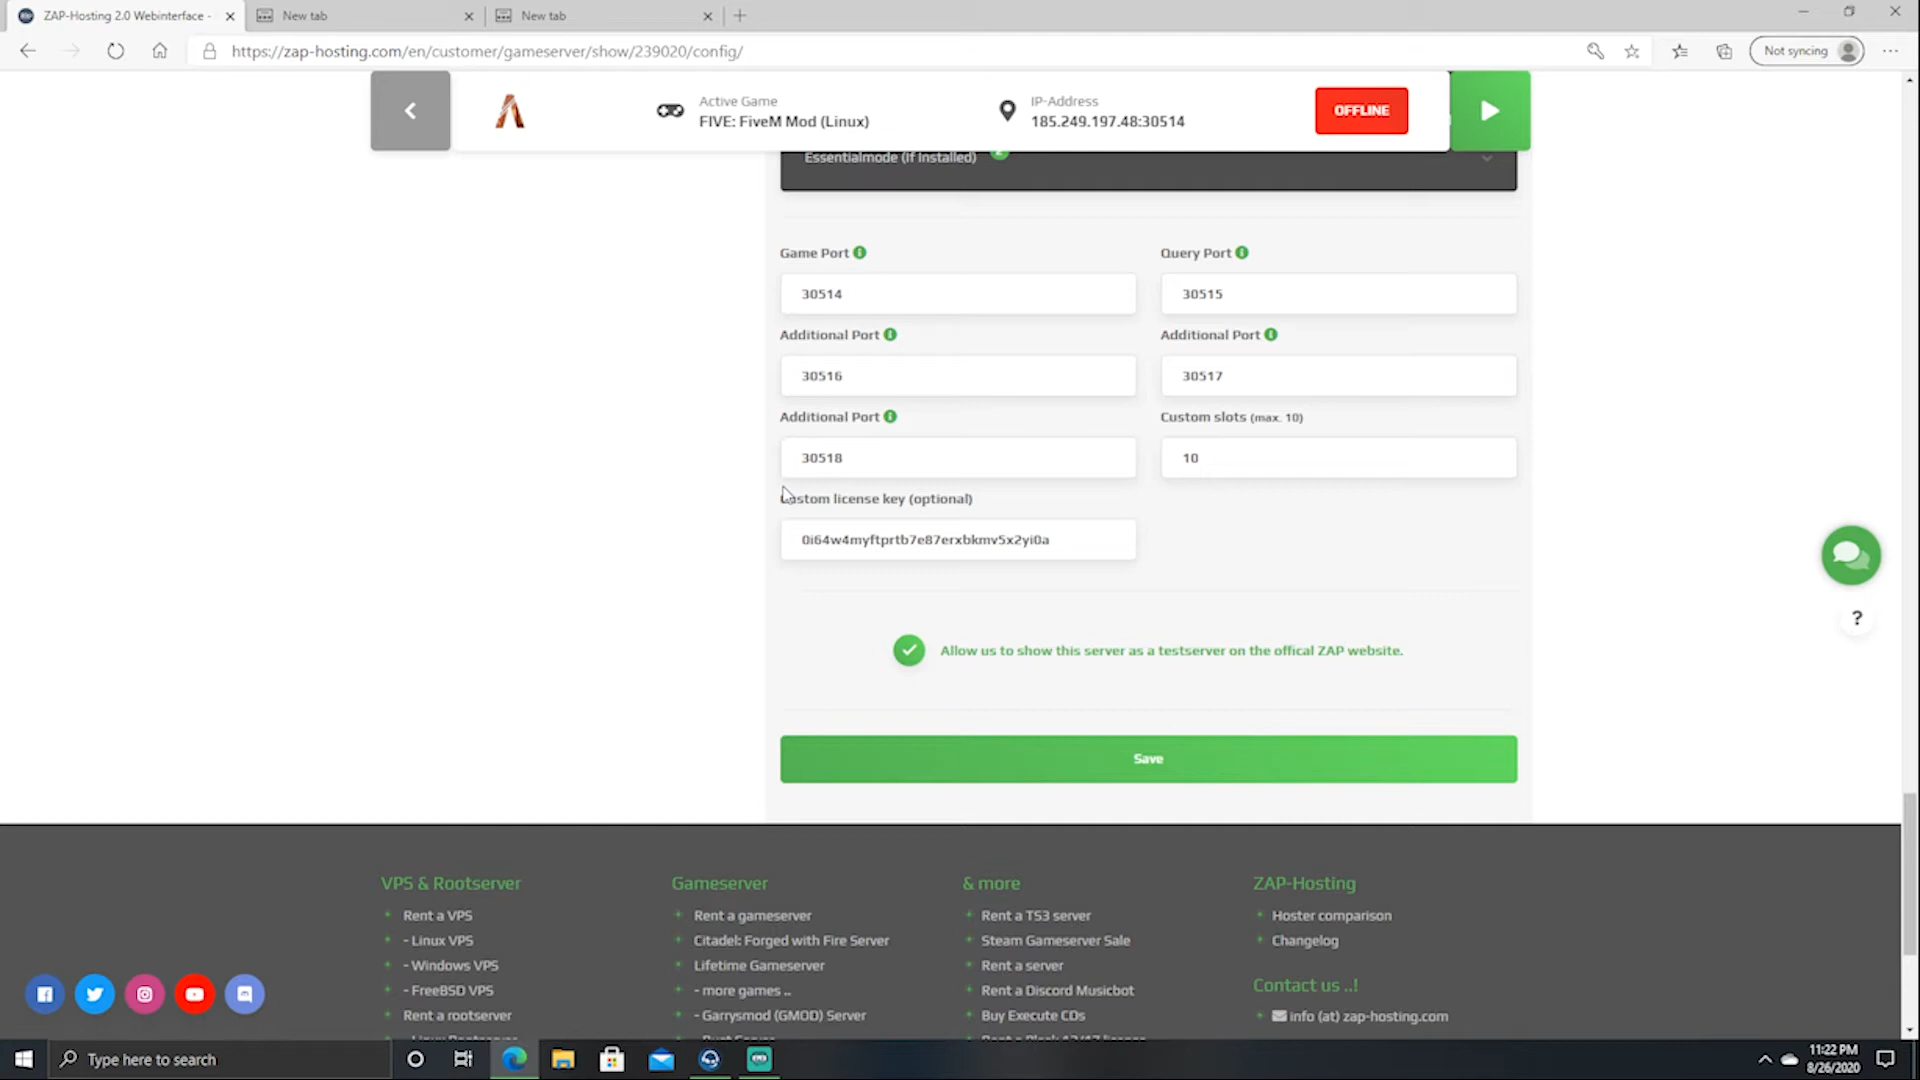 ZAP-Hosting 2.0 Webinterface -
New tab
New tab
https://zap-hosting.com/en/customer/gameserver/show/239020/config/
Not syncing
Active Game
FIVE: FiveM Mod (Linux)
IP-Address
185.249.197.48:30514
OFFLINE
Essentialmode (If Installed)
Game Port
Query Port
30514
30515
Additional Port
Additional Port
30516
30517
Additional Port
Custom slots (max. 10)
30518
10
Custom license key (optional)
0i64w4myftprtb7e87erxbkmv5x2yi0a
Allow us to show this server as a testserver on the offical ZAP website.
Save
VPS & Rootserver
Rent a VPS
- Linux VPS
- Windows VPS
- FreeBSD VPS
Rent a rootserver
Gameserver
Rent a gameserver
Citadel: Forged with Fire Server
Lifetime Gameserver
- more games ..
- Garrysmod (GMOD) Server
& more
Rent a TS3 server
Steam Gameserver Sale
Rent a server
Rent a Discord Musicbot
Buy Execute CDs
ZAP-Hosting
Hoster comparison
Changelog
Contact us ..!
info (at) zap-hosting.com
?
Type here to search
11:22 PM
8/26/2020